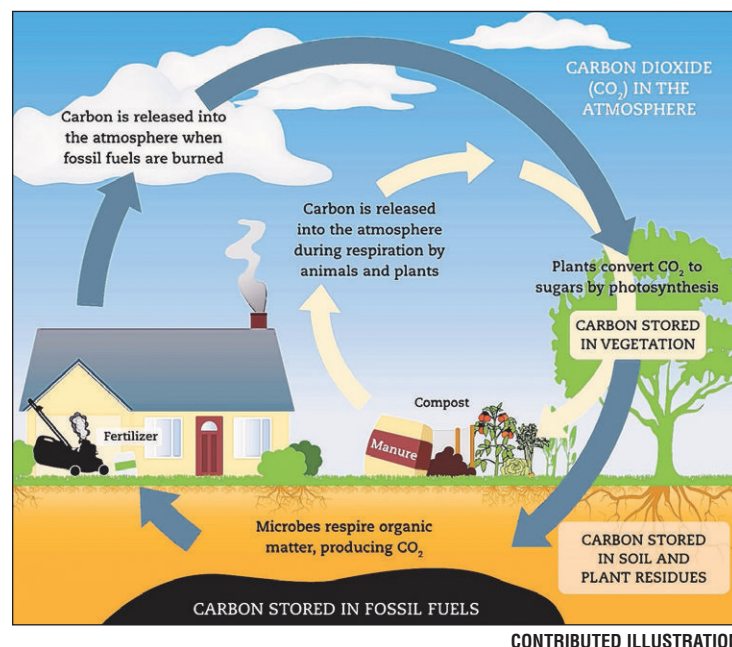 CARBON DIOXIDE
(CO₂) IN THE
ATMOSPHERE
Carbon is released into
the atmosphere when
fossil fuels are burned
Carbon is released
into the atmosphere
during respiration by
animals and plants
Plants convert CO₂ to
sugars by photosynthesis
CARBON STORED
IN VEGETATION
Compost
Fertilizer
Manure
Microbes respire organic
matter, producing CO₂
CARBON STORED
IN SOIL AND
PLANT RESIDUES
CARBON STORED IN FOSSIL FUELS
CONTRIBUTED ILLUSTRATION